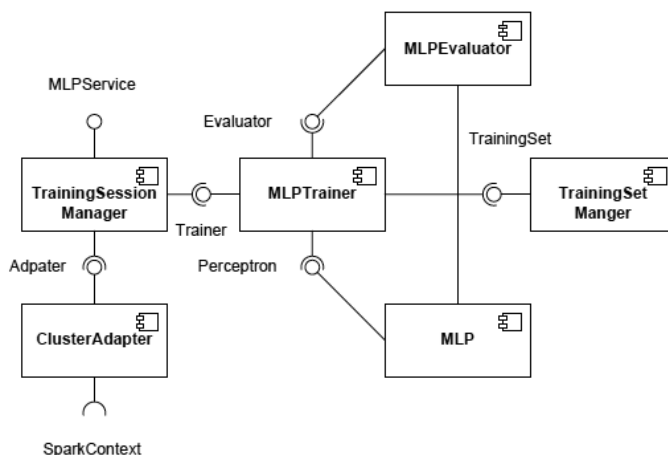 MLPEvaluator
MLPService
Evaluator
TrainingSet
TrainingSession
Manager
MLPTrainer
TrainingSet
Manger
Trainer
Adpater
Perceptron
ClusterAdapter
MLP
SparkContext